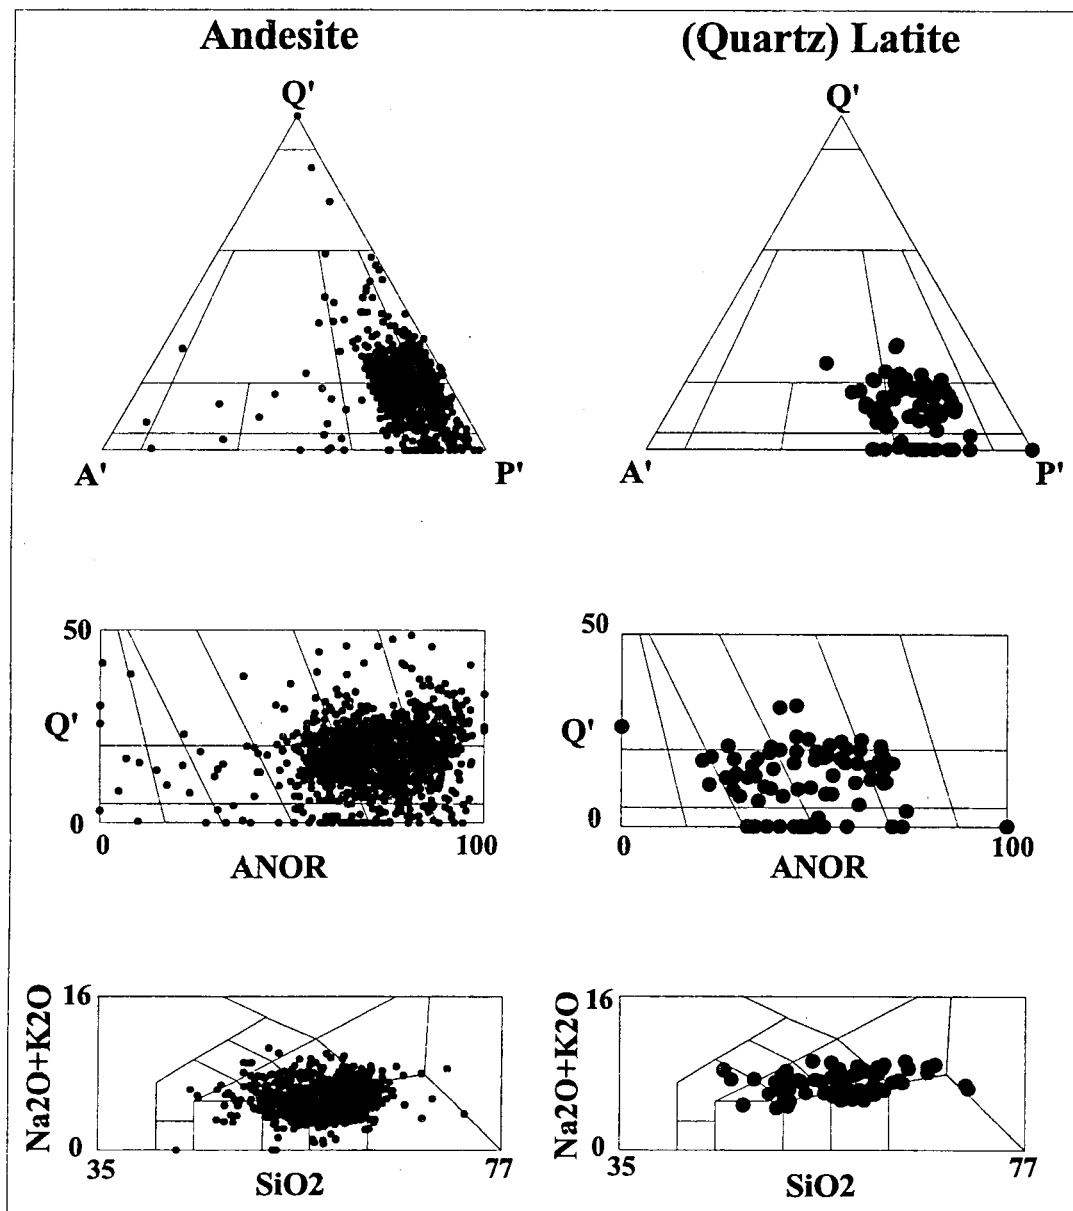 Andesite
(Quartz) Latite
Q'
Q'
A'
P'
A'
P'
50
Q'
0
0
100
ANOR
50
Q'
0
0
100
ANOR
16
Na2O+K2O
0
35
77
SiO2
16
Na2O+K2O
0
35
77
SiO2